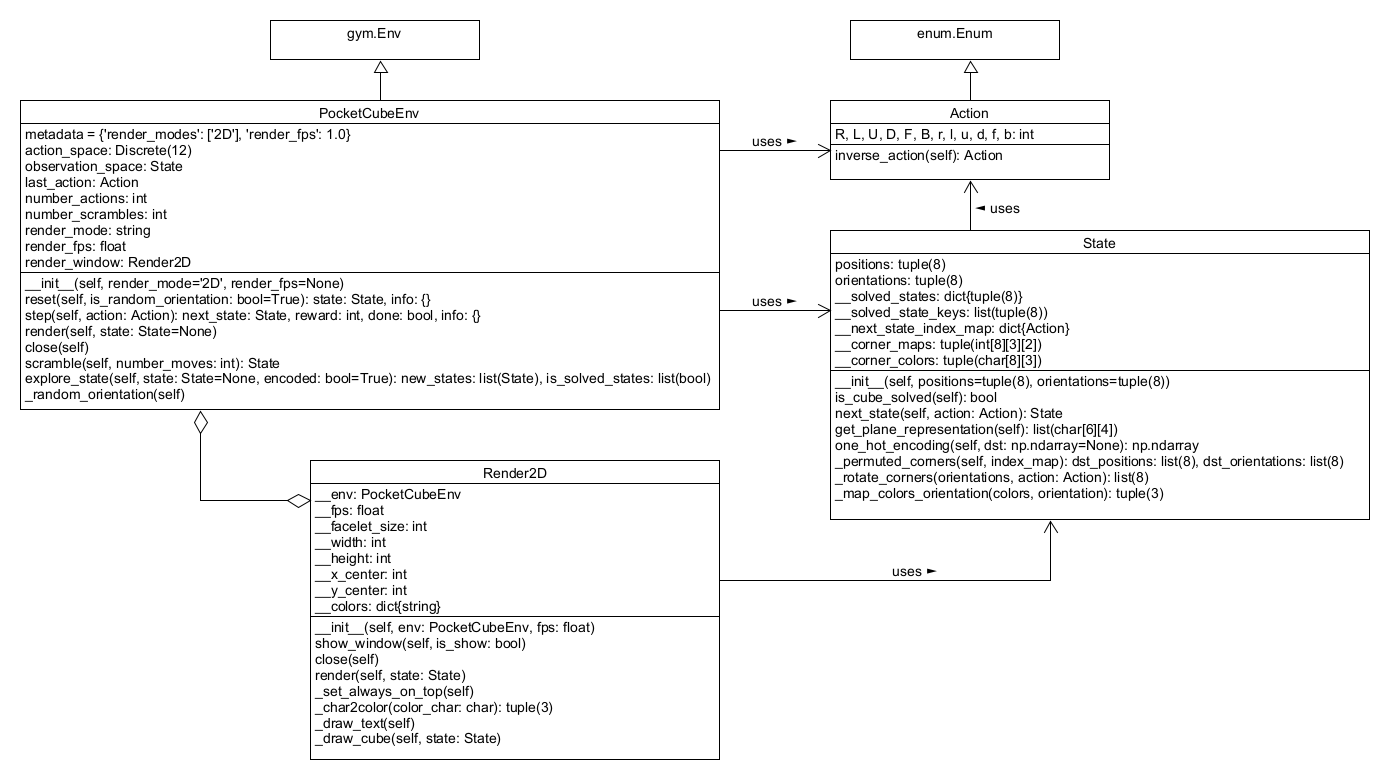 gym.Env
enum.Enum
PocketCubeEnv
metadata = {'render_modes': ['2D'], 'render_fps': 1.0}
action_space: Discrete(12)
observation_space: State
last_action: Action
number_actions: int
number_scrambles: int
render_mode: string
render_fps: float
render_window: Render2D
__init__(self, render_mode='2D', render_fps=None)
reset(self, is_random_orientation: bool=True): state: State, info: {}
step(self, action: Action): next_state: State, reward: int, done: bool, info: {}
render(self, state: State=None)
close(self)
scramble(self, number_moves: int): State
explore_state(self, state: State=None, encoded: bool=True): new_states: list(State), is_solved_states: list(bool)
_random_orientation(self)
uses ►
Action
R, L, U, D, F, B, r, l, u, d, f, b: int
inverse_action(self): Action
◄ uses
uses ►
State
positions: tuple(8)
orientations: tuple(8)
__solved_states: dict{tuple(8)}
__solved_state_keys: list(tuple(8))
__next_state_index_map: dict{Action}
__corner_maps: tuple(int[8][3][2])
__corner_colors: tuple(char[8][3])
__init__(self, positions=tuple(8), orientations=tuple(8))
is_cube_solved(self): bool
next_state(self, action: Action): State
get_plane_representation(self): list(char[6][4])
one_hot_encoding(self, dst: np.ndarray=None): np.ndarray
_permuted_corners(self, index_map): dst_positions: list(8), dst_orientations: list(8)
_rotate_corners(orientations, action: Action): list(8)
_map_colors_orientation(colors, orientation): tuple(3)
Render2D
__env: PocketCubeEnv
__fps: float
__facelet_size: int
__width: int
__height: int
__x_center: int
__y_center: int
__colors: dict{string}
__init__(self, env: PocketCubeEnv, fps: float)
show_window(self, is_show: bool)
close(self)
render(self, state: State)
_set_always_on_top(self)
_char2color(color_char: char): tuple(3)
_draw_text(self)
_draw_cube(self, state: State)
uses ►